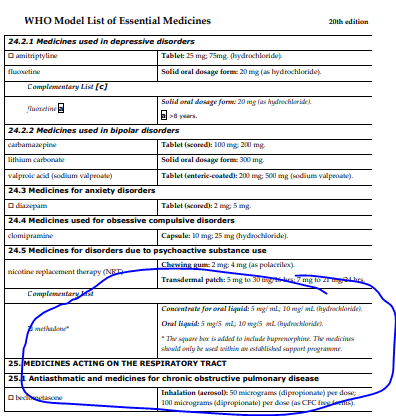 WHO Model List of Essential Medicines 20th edition
24.2.1 Medicines used in depressive disorders
☐ amitriptyline Tablet: 25 mg; 75mg. (hydrochloride).
fluoxetine Solid oral dosage form: 20 mg (as hydrochloride).
Complementary List [c]
fluoxetine a Solid oral dosage form: 20 mg (as hydrochloride).
a >8 years.
24.2.2 Medicines used in bipolar disorders
carbamazepine Tablet (scored): 100 mg; 200 mg.
lithium carbonate Solid oral dosage form: 300 mg.
valproic acid (sodium valproate) Tablet (enteric-coated): 200 mg; 500 mg (sodium valproate).
24.3 Medicines for anxiety disorders
☐ diazepam Tablet (scored): 2 mg; 5 mg.
24.4 Medicines used for obsessive compulsive disorders
clomipramine Capsule: 10 mg; 25 mg (hydrochloride).
24.5 Medicines for disorders due to psychoactive substance use
nicotine replacement therapy (NRT) Chewing gum: 2 mg; 4 mg (as polacrilex).
Transdermal patch: 5 mg to 30 mg/16 hrs; 7 mg to 21 mg/24 hrs.
Complementary List
☐ methadone* Concentrate for oral liquid: 5 mg/ mL; 10 mg/ mL (hydrochloride).
Oral liquid: 5 mg/5 mL; 10 mg/5 mL (hydrochloride).
* The square box is added to include buprenorphine. The medicines
should only be used within an established support programme.
25. MEDICINES ACTING ON THE RESPIRATORY TRACT
25.1 Antiasthmatic and medicines for chronic obstructive pulmonary disease
☐ beclometasone Inhalation (aerosol): 50 micrograms (dipropionate) per dose;
100 micrograms (dipropionate) per dose (as CFC free forms).